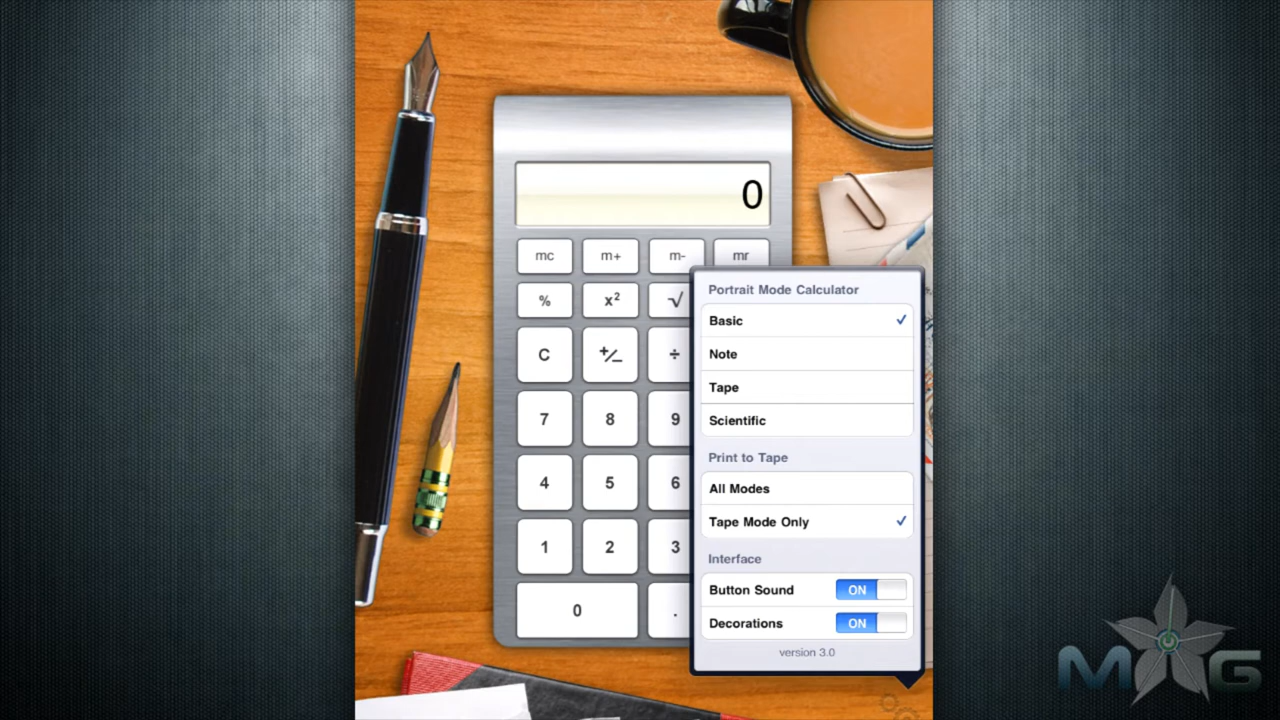 0
mc m+ m- mr
% x² √
C +/− ÷
7 8 9
4 5 6
1 2 3
0 .
Portrait Mode Calculator
Basic ✓
Note
Tape
Scientific
Print to Tape
All Modes
Tape Mode Only ✓
Interface
Button Sound ON
Decorations ON
version 3.0
MG